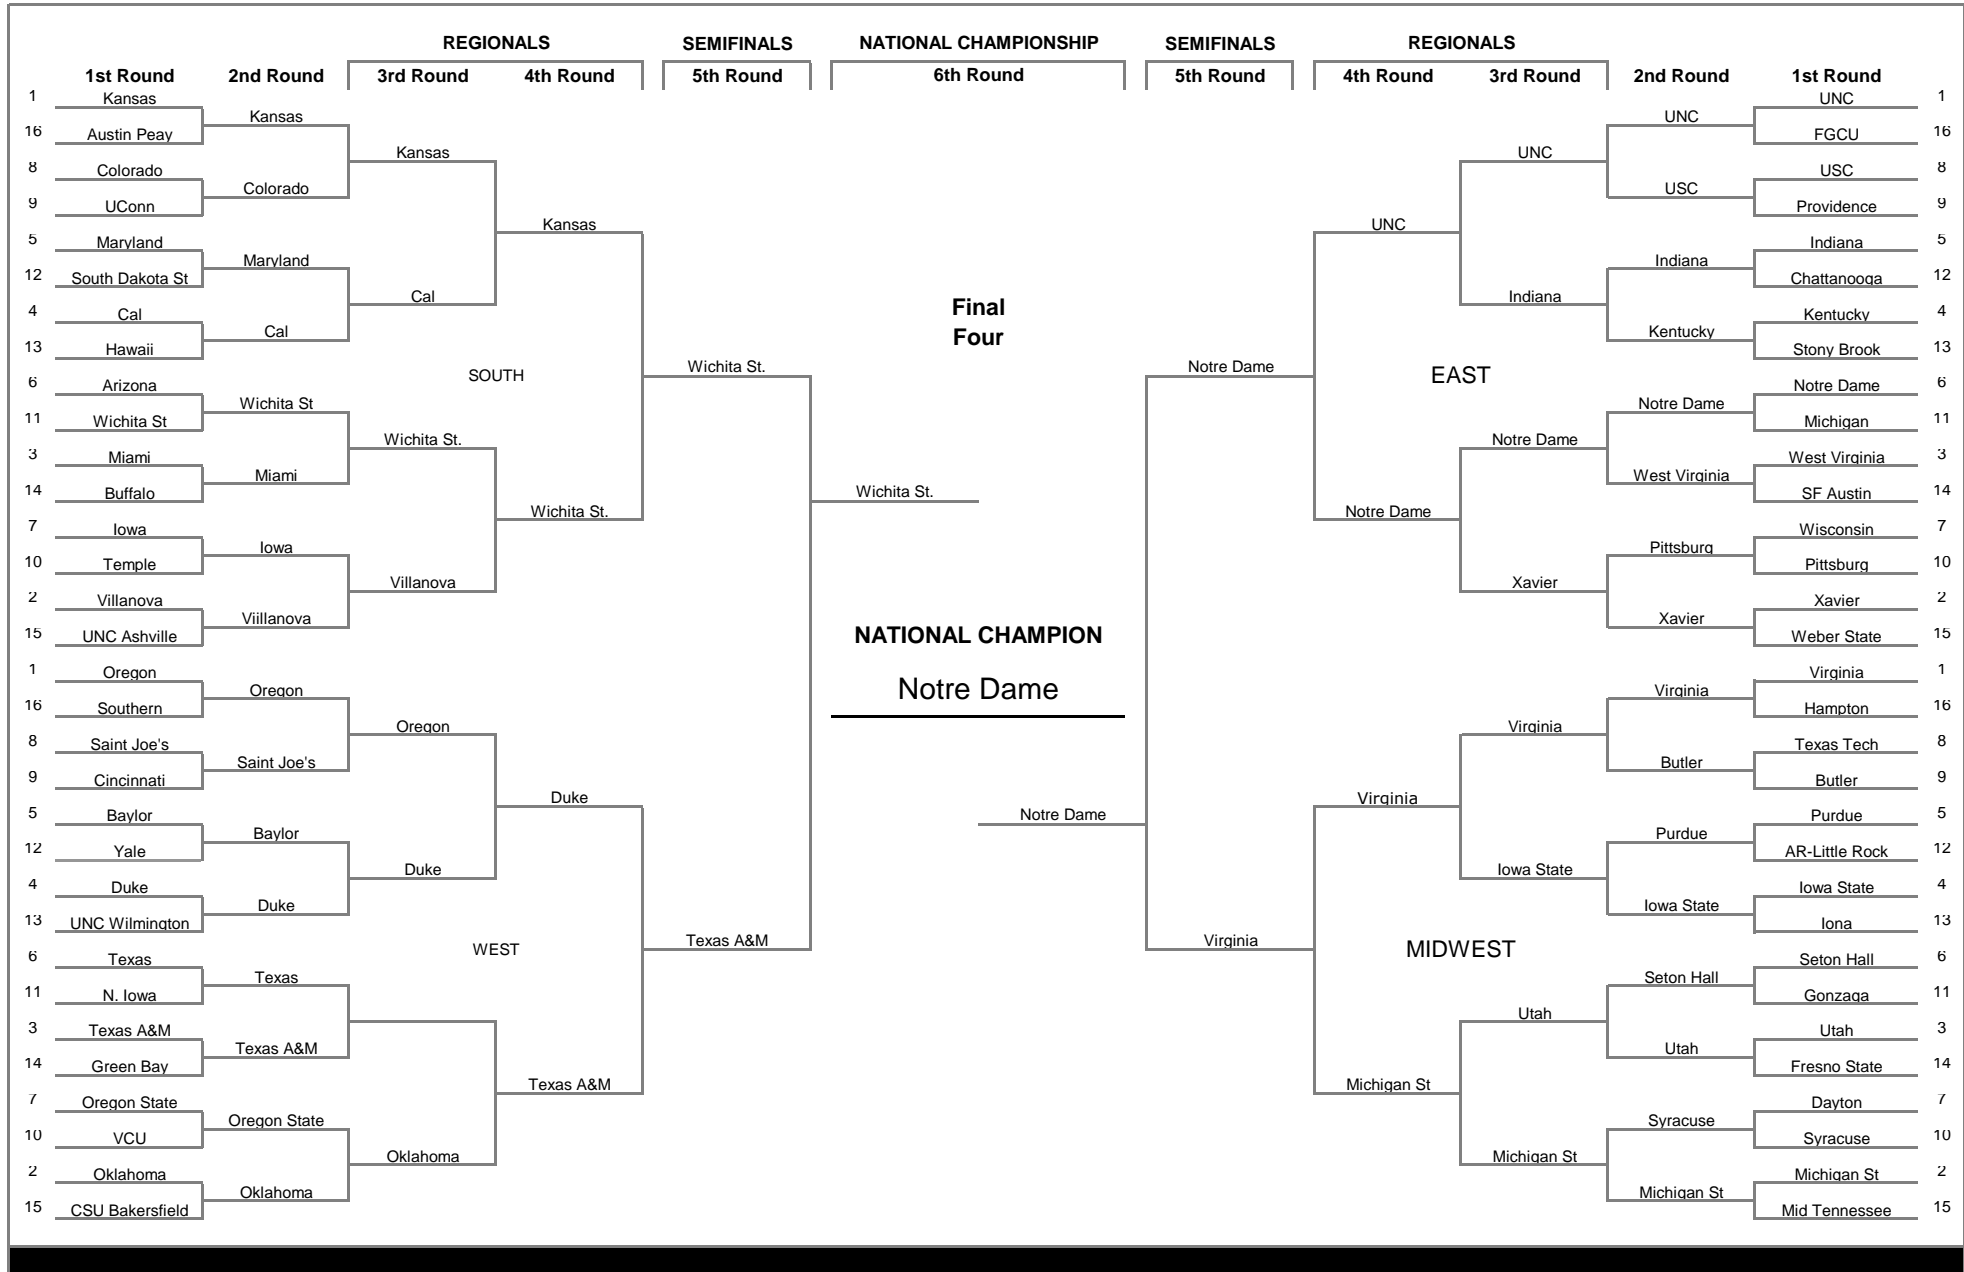 REGIONALS SEMIFINALS NATIONAL CHAMPIONSHIP SEMIFINALS REGIONALS
1st Round 2nd Round 3rd Round 4th Round 5th Round 6th Round 5th Round 4th Round 3rd Round 2nd Round 1st Round
1 Kansas UNC 1
Kansas UNC
16 Austin Peay FGCU 16
Kansas UNC
8 Colorado USC 8
Colorado USC
9 UConn Providence 9
Kansas UNC
5 Maryland Indiana 5
Maryland Indiana
12 South Dakota St Chattanooga 12
Cal Indiana
Final
4 Cal Kentucky 4
Cal Kentucky
Four
13 Hawaii Stony Brook 13
Wichita St. Notre Dame
SOUTH EAST
6 Arizona Notre Dame 6
Wichita St Notre Dame
11 Wichita St Michigan 11
Wichita St. Notre Dame
3 Miami West Virginia 3
Miami West Virginia
14 Buffalo SF Austin 14
Wichita St.
Wichita St. Notre Dame
7 Iowa Wisconsin 7
Iowa Pittsburg
10 Temple Pittsburg 10
Villanova Xavier
2 Villanova Xavier 2
Viillanova Xavier
15 UNC Ashville NATIONAL CHAMPION Weber State 15
1 Oregon Virginia 1
Oregon Notre Dame Virginia
16 Southern Hampton 16
Oregon Virginia
8 Saint Joe's Texas Tech 8
Saint Joe's Butler
9 Cincinnati Butler 9
Duke Virginia
5 Baylor Notre Dame Purdue 5
Baylor Purdue
12 Yale AR-Little Rock 12
Duke Iowa State
4 Duke Iowa State 4
Duke Iowa State
13 UNC Wilmington Iona 13
Texas A&M Virginia
WEST MIDWEST
6 Texas Seton Hall 6
Texas Seton Hall
11 N. Iowa Gonzaga 11
Utah
3 Texas A&M Utah 3
Texas A&M Utah
14 Green Bay Fresno State 14
Texas A&M Michigan St
7 Oregon State Dayton 7
Oregon State Syracuse
10 VCU Syracuse 10
Oklahoma Michigan St
2 Oklahoma Michigan St 2
Oklahoma Michigan St
15 CSU Bakersfield Mid Tennessee 15